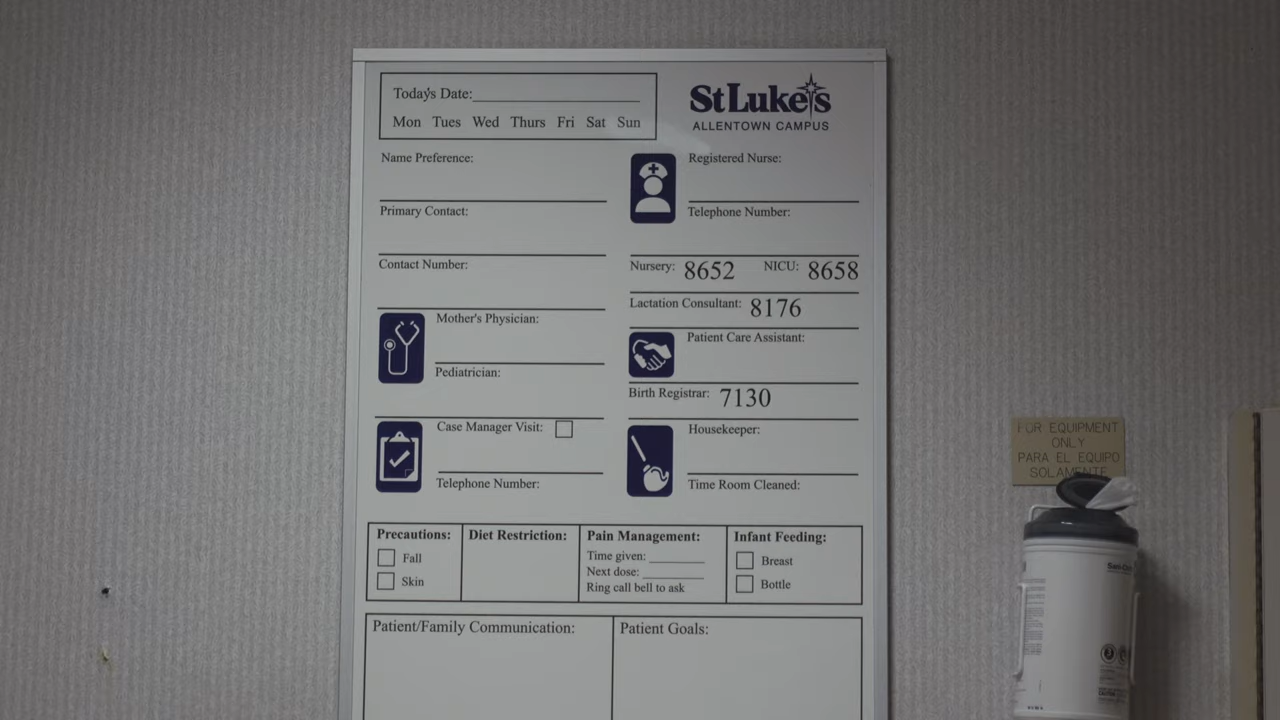 Today's Date:
Mon Tues Wed Thurs Fri Sat Sun
StLuke's
ALLENTOWN CAMPUS
Name Preference:
Primary Contact:
Contact Number:
Mother's Physician:
Pediatrician:
Case Manager Visit:
Telephone Number:
Registered Nurse:
Telephone Number:
Nursery: 8652 NICU: 8658
Lactation Consultant: 8176
Patient Care Assistant:
Birth Registrar: 7130
Housekeeper:
Time Room Cleaned:
Precautions:
Fall
Skin
Diet Restriction:
Pain Management:
Time given:
Next dose:
Ring call bell to ask
Infant Feeding:
Breast
Bottle
Patient/Family Communication:
Patient Goals:
FOR EQUIPMENT
ONLY
PARA EL EQUIPO
SOLAMENTE